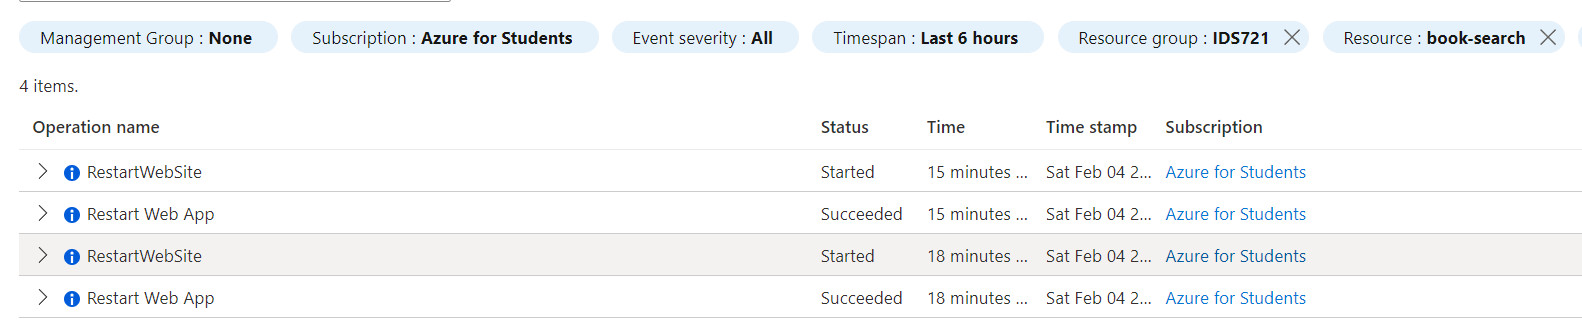 Management Group : None Subscription : Azure for Students Event severity : All Timespan : Last 6 hours Resource group : IDS721 Resource : book-search
4 items.
Operation name Status Time Time stamp Subscription
RestartWebSite Started 15 minutes ... Sat Feb 04 2... Azure for Students
Restart Web App Succeeded 15 minutes ... Sat Feb 04 2... Azure for Students
RestartWebSite Started 18 minutes ... Sat Feb 04 2... Azure for Students
Restart Web App Succeeded 18 minutes ... Sat Feb 04 2... Azure for Students